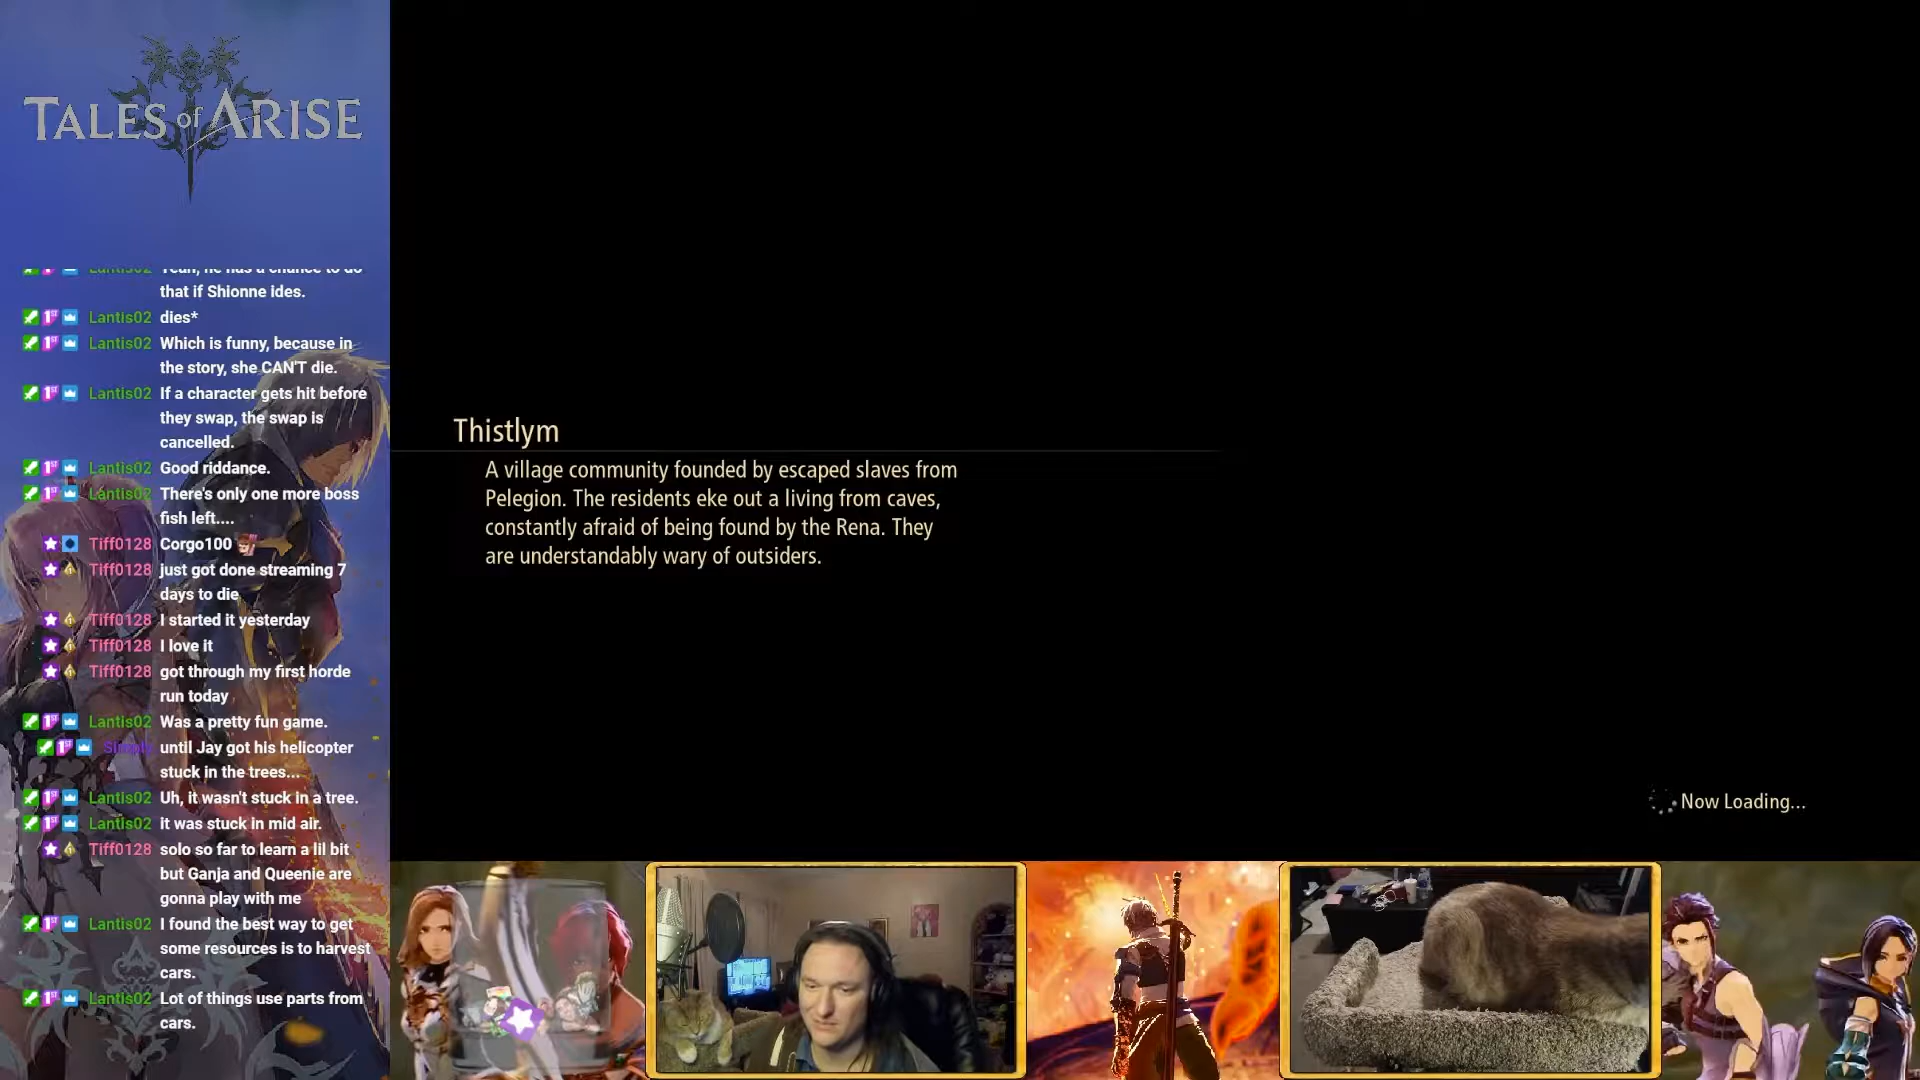 TALES of ARISE
Lantis02 Yeah, he has a chance to do
that if Shionne ides.
Lantis02 dies*
Lantis02 Which is funny, because in
the story, she CAN'T die.
Lantis02 If a character gets hit before
they swap, the swap is
cancelled.
Lantis02 Good riddance.
Lantis02 There's only one more boss
fish left....
Tiff0128 Corgo100
Tiff0128 just got done streaming 7
days to die
Tiff0128 I started it yesterday
Tiff0128 I love it
Tiff0128 got through my first horde
run today
Lantis02 Was a pretty fun game.
until Jay got his helicopter
stuck in the trees...
Lantis02 Uh, it wasn't stuck in a tree.
Lantis02 it was stuck in mid air.
Tiff0128 solo so far to learn a lil bit
but Ganja and Queenie are
gonna play with me
Lantis02 I found the best way to get
some resources is to harvest
cars.
Lantis02 Lot of things use parts from
cars.
Thistlym
A village community founded by escaped slaves from
Pelegion. The residents eke out a living from caves,
constantly afraid of being found by the Rena. They
are understandably wary of outsiders.
Now Loading...